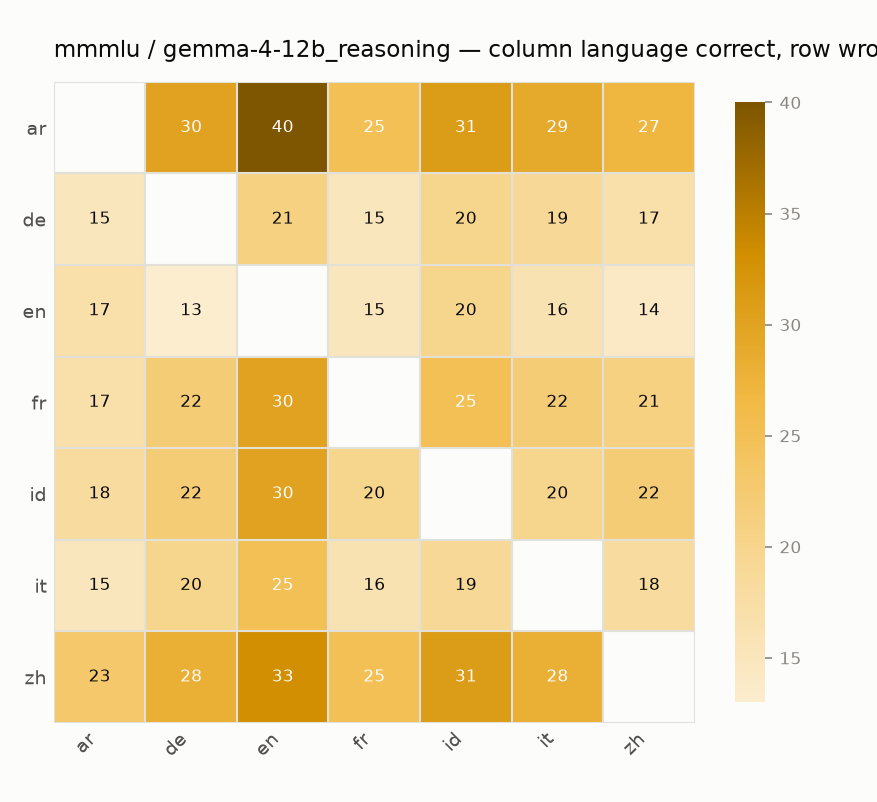 mmmlu / gemma-4-12b_reasoning — column language correct, row wro
40
ar 30 40 25 31 29 27
35
de 15 21 15 20 19 17
30
en 17 13 15 20 16 14
fr 17 22 30 25 22 21
25
id 18 22 30 20 20 22
20
it 15 20 25 16 19 18
15
zh 23 28 33 25 31 28
ar de en fr id it zh